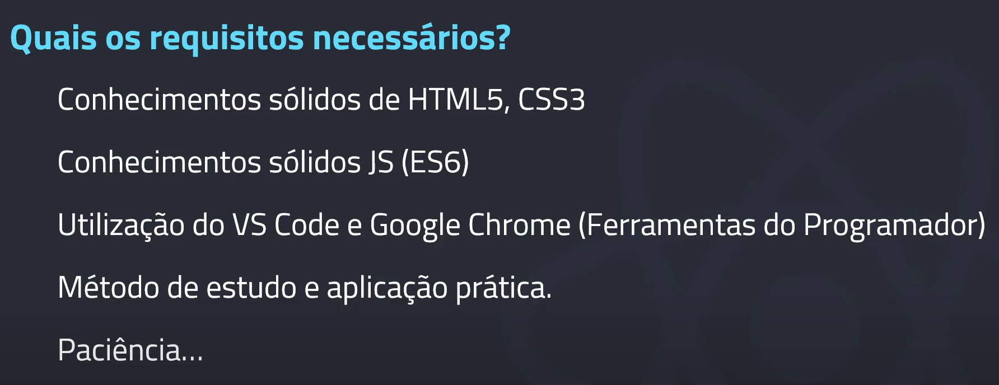 Quais os requisitos necessários?
Conhecimentos sólidos de HTML5, CSS3
Conhecimentos sólidos JS (ES6)
Utilização do VS Code e Google Chrome (Ferramentas do Programador)
Método de estudo e aplicação prática.
Paciência...